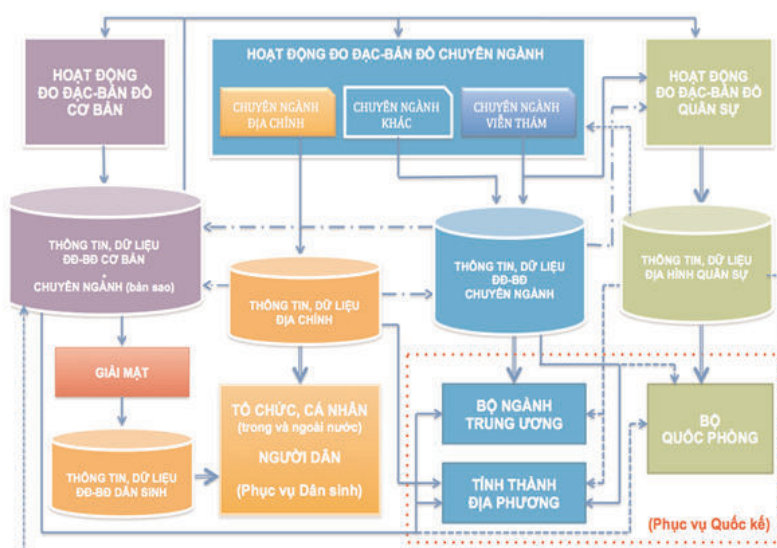 HOẠT ĐỘNG
ĐO ĐẠC-BẢN ĐỒ
CƠ BẢN
HOẠT ĐỘNG ĐO ĐẠC-BẢN ĐỒ CHUYÊN NGÀNH
CHUYÊN NGÀNH
ĐỊA CHÍNH
CHUYÊN NGÀNH
KHÁC
CHUYÊN NGÀNH
VIỄN THÁM
HOẠT ĐỘNG
ĐO ĐẠC-BẢN ĐỒ
QUÂN SỰ
THÔNG TIN, DỮ LIỆU
ĐĐ-BĐ CƠ BẢN
+
CHUYÊN NGÀNH (bản sao)
THÔNG TIN, DỮ LIỆU
ĐỊA CHÍNH
THÔNG TIN, DỮ LIỆU
ĐĐ-BĐ
CHUYÊN NGÀNH
THÔNG TIN, DỮ LIỆU
ĐỊA HÌNH QUÂN SỰ
GIẢI MẬT
THÔNG TIN, DỮ LIỆU
ĐĐ-BĐ DÂN SINH
TỔ CHỨC, CÁ NHÂN
(trong và ngoài nước)
NGƯỜI DÂN
(Phục vụ Dân sinh)
BỘ NGÀNH
TRUNG ƯƠNG
TỈNH THÀNH
ĐỊA PHƯƠNG
BỘ
QUỐC PHÒNG
(Phục vụ Quốc kế)